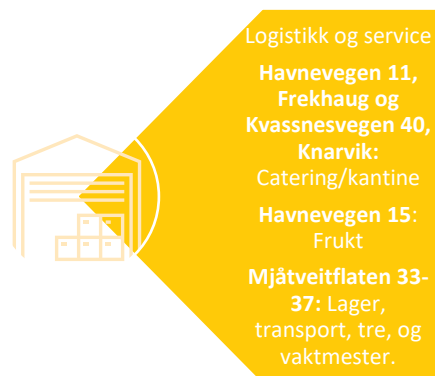 Logistikk og service
Havnevegen 11,
Frekhaug og
Kvassnesvegen 40,
Knarvik:
Catering/kantine
Havnevegen 15:
Frukt
Mjåtveitflaten 33-
37: Lager,
transport, tre, og
vaktmester.